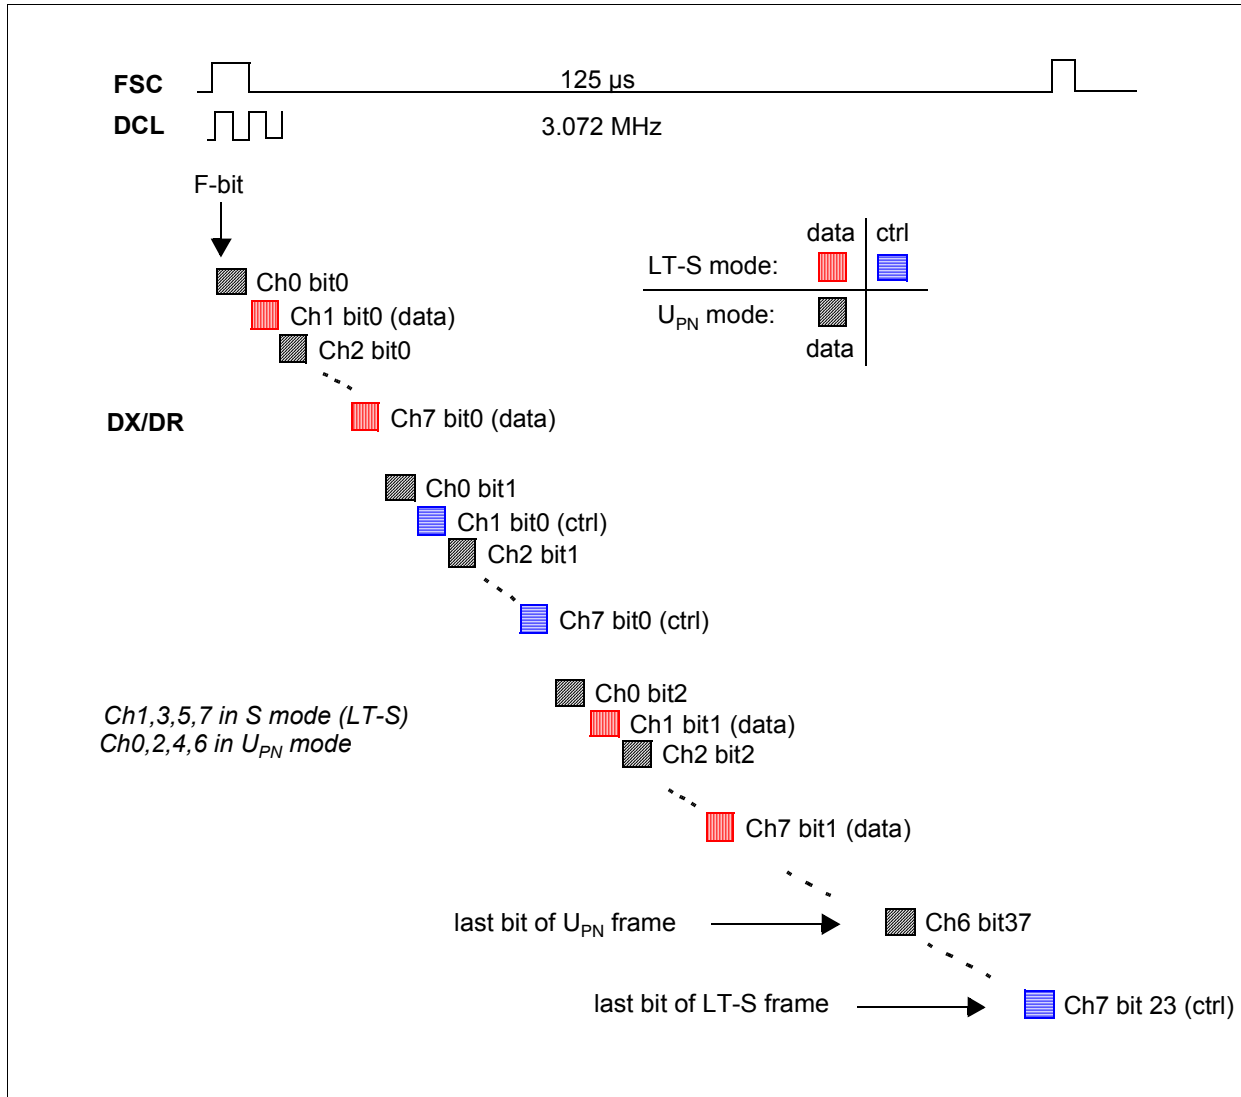 FSC
125 µs
DCL
3.072 MHz
F-bit
data ctrl
LT-S mode:
Ch0 bit0
Ch1 bit0 (data)
UPN mode:
Ch2 bit0
data
DX/DR
Ch7 bit0 (data)
Ch0 bit1
Ch1 bit0 (ctrl)
Ch2 bit1
Ch7 bit0 (ctrl)
Ch0 bit2
Ch1,3,5,7 in S mode (LT-S)
Ch1 bit1 (data)
Ch0,2,4,6 in UPN mode
Ch2 bit2
Ch7 bit1 (data)
last bit of UPN frame
Ch6 bit37
last bit of LT-S frame
Ch7 bit 23 (ctrl)